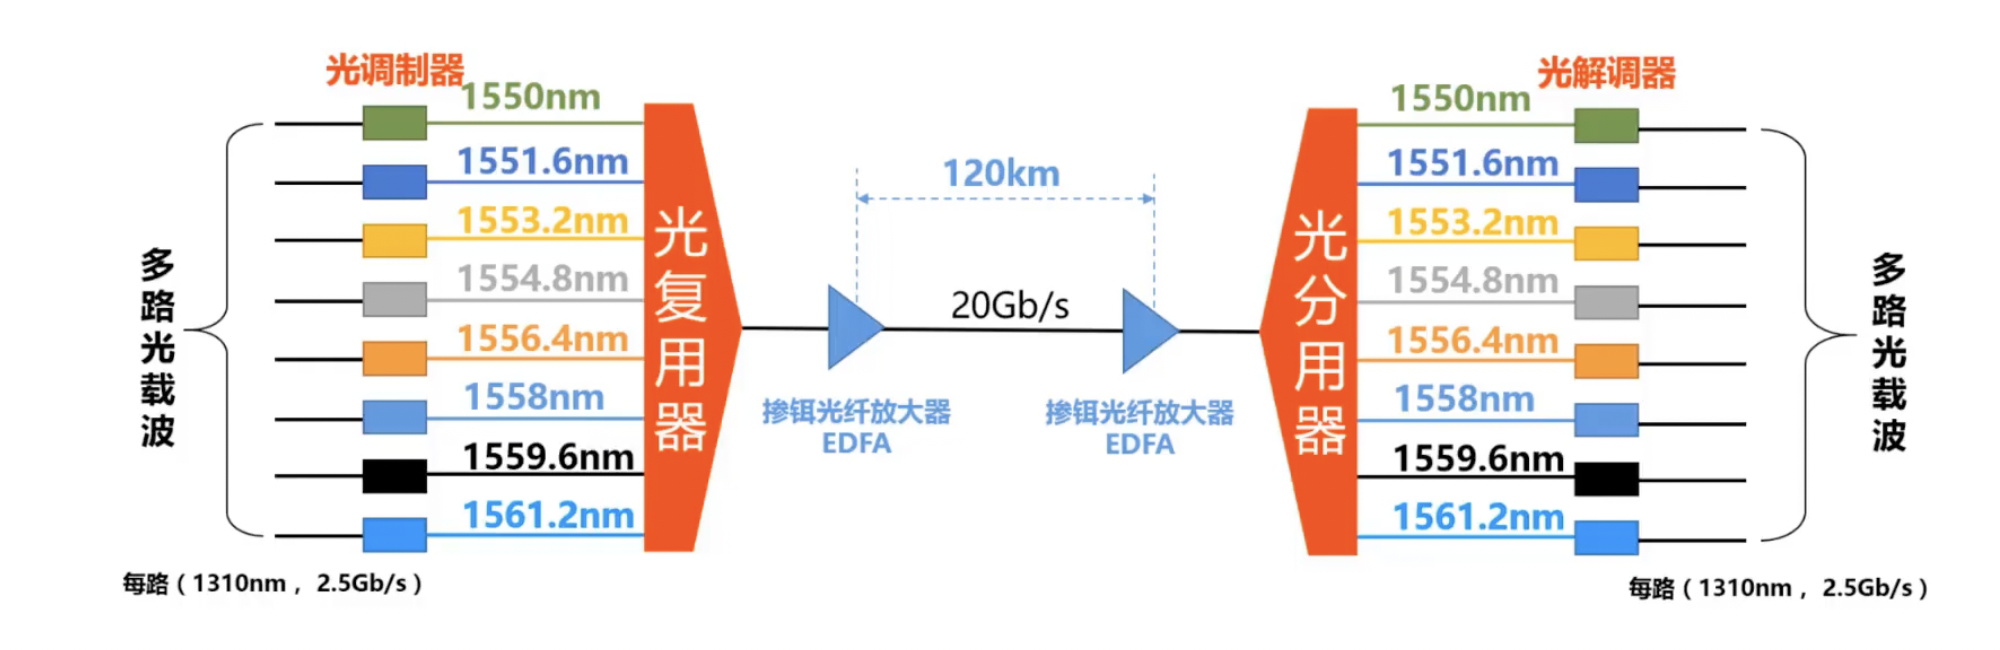 光调制器
1550nm
1551.6nm
1553.2nm
1554.8nm
1556.4nm
1558nm
1559.6nm
1561.2nm
多路光载波
每路（1310nm， 2.5Gb/s）
光复用器
120km
20Gb/s
掺铒光纤放大器
EDFA
掺铒光纤放大器
EDFA
光分用器
光解调器
1550nm
1551.6nm
1553.2nm
1554.8nm
1556.4nm
1558nm
1559.6nm
1561.2nm
多路光载波
每路（1310nm， 2.5Gb/s）